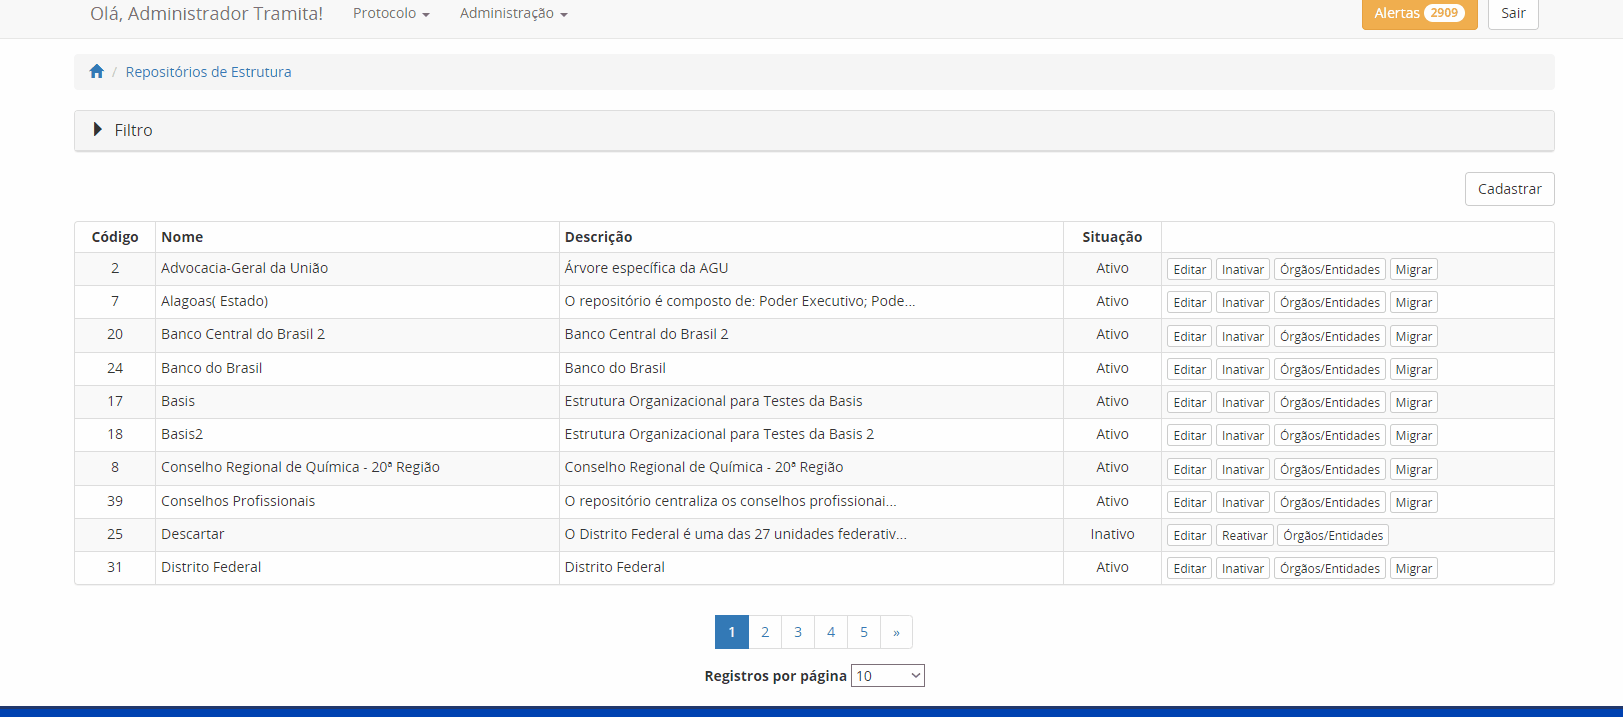 Olá, Administrador Tramita! Protocolo Administração Alertas 2909 Sair
/ Repositórios de Estrutura
Filtro
Cadastrar
Código Nome Descrição Situação
2 Advocacia-Geral da União Árvore específica da AGU Ativo Editar Inativar Órgãos/Entidades Migrar
7 Alagoas( Estado) O repositório é composto de: Poder Executivo; Pode... Ativo Editar Inativar Órgãos/Entidades Migrar
20 Banco Central do Brasil 2 Banco Central do Brasil 2 Ativo Editar Inativar Órgãos/Entidades Migrar
24 Banco do Brasil Banco do Brasil Ativo Editar Inativar Órgãos/Entidades Migrar
17 Basis Estrutura Organizacional para Testes da Basis Ativo Editar Inativar Órgãos/Entidades Migrar
18 Basis2 Estrutura Organizacional para Testes da Basis 2 Ativo Editar Inativar Órgãos/Entidades Migrar
8 Conselho Regional de Química - 20ª Região Conselho Regional de Química - 20ª Região Ativo Editar Inativar Órgãos/Entidades Migrar
39 Conselhos Profissionais O repositório centraliza os conselhos profissionai... Ativo Editar Inativar Órgãos/Entidades Migrar
25 Descartar O Distrito Federal é uma das 27 unidades federativ... Inativo Editar Reativar Órgãos/Entidades
31 Distrito Federal Distrito Federal Ativo Editar Inativar Órgãos/Entidades Migrar
1 2 3 4 5 »
Registros por página 10